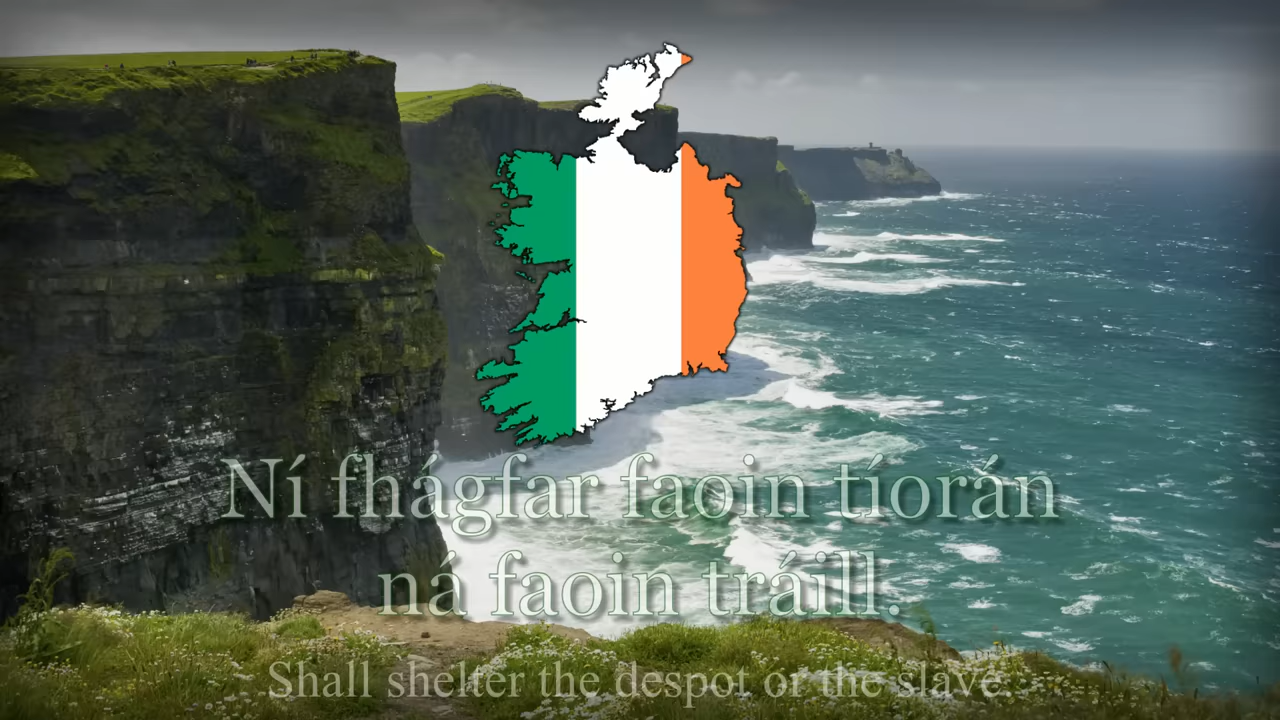 Ní fhágfar faoin tíorán
ná faoin tráill.
Shall shelter the despot or the slave.